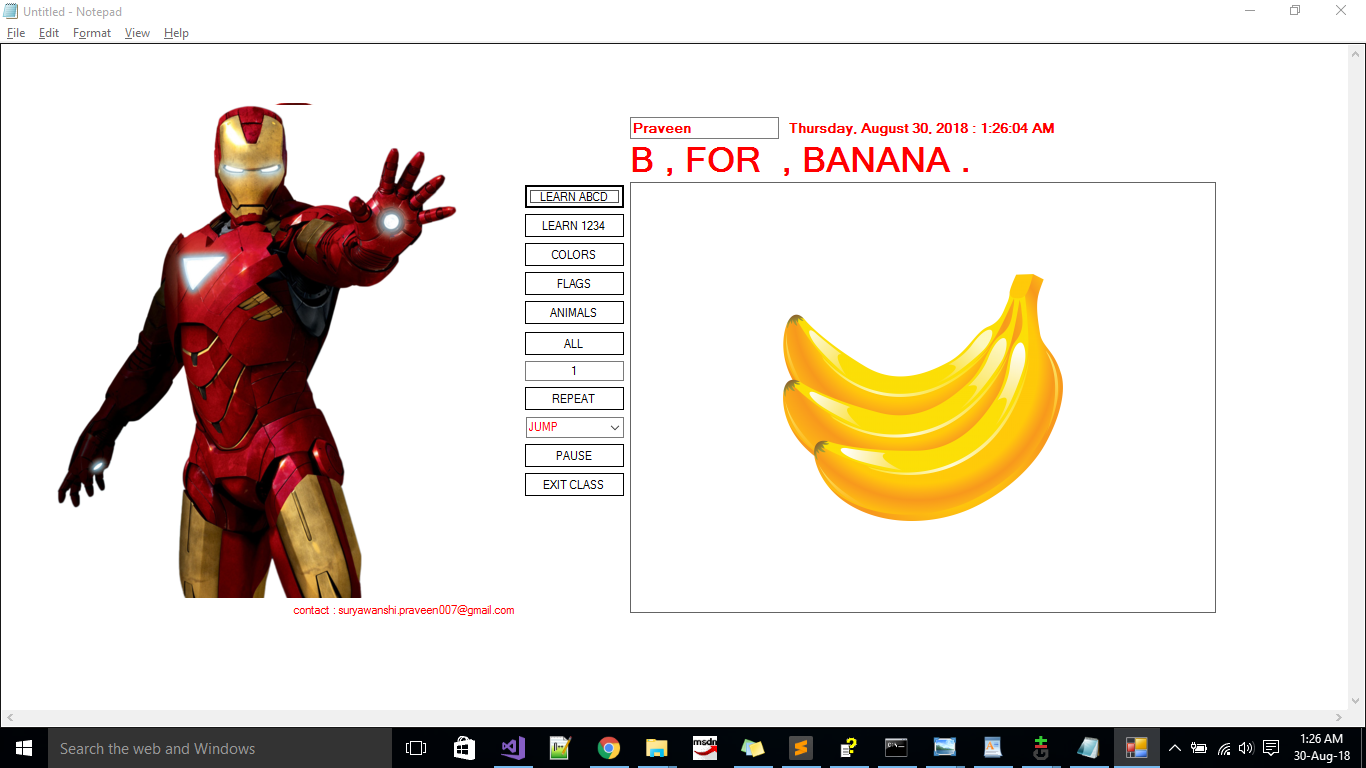 Untitled - Notepad
File Edit Format View Help
Praveen
Thursday, August 30, 2018 : 1:26:04 AM
B , FOR  , BANANA .
LEARN ABCD
LEARN 1234
COLORS
FLAGS
ANIMALS
ALL
1
REPEAT
JUMP
PAUSE
EXIT CLASS
contact : suryawanshi.praveen007@gmail.com
Search the web and Windows
msdn
1:26 AM
30-Aug-18